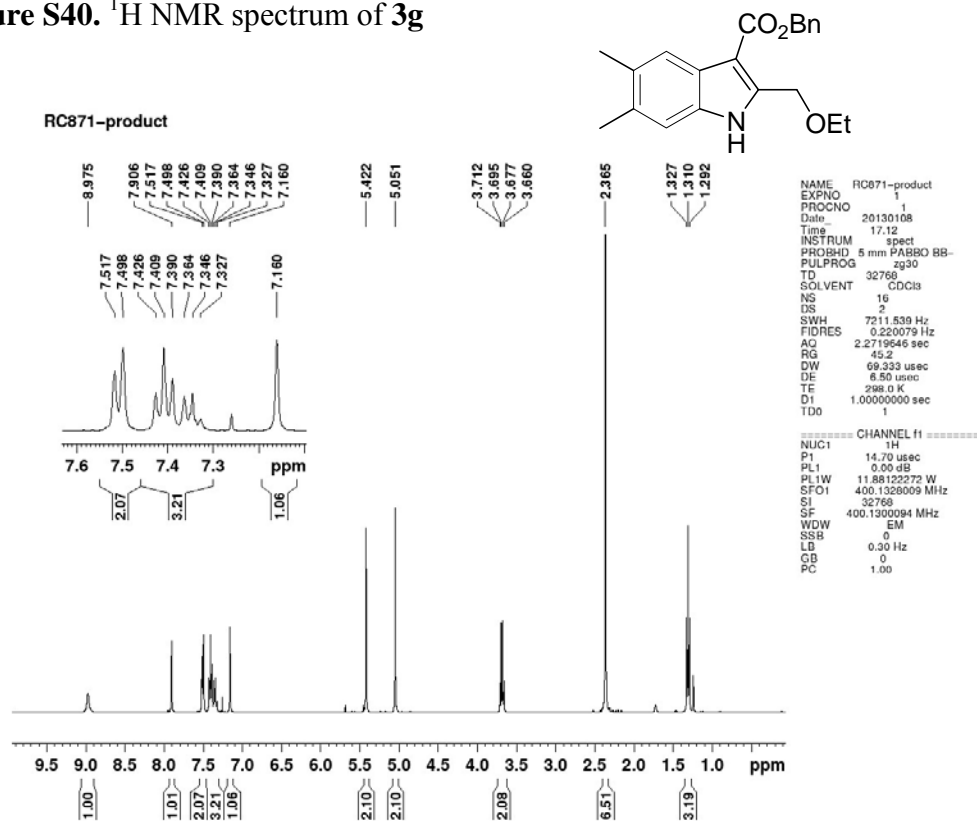 ure S40. ¹H NMR spectrum of 3g
CO₂Bn
N
H
OEt
RC871-product
8.975
7.906
7.517
7.498
7.426
7.409
7.390
7.364
7.346
7.327
7.160
5.422
5.051
3.712
3.695
3.677
3.660
2.365
1.327
1.310
1.292
7.517
7.498
7.426
7.409
7.390
7.364
7.346
7.327
7.160
7.6 7.5 7.4 7.3 ppm
2.07 3.21 1.06
NAME RC871-product
EXPNO 1
PROCNO 1
Date_ 20130108
Time 17.12
INSTRUM spect
PROBHD 5 mm PABBO BB-
PULPROG zg30
TD 32768
SOLVENT CDCl3
NS 16
DS 2
SWH 7211.539 Hz
FIDRES 0.220079 Hz
AQ 2.2719646 sec
RG 45.2
DW 69.333 usec
DE 6.50 usec
TE 298.0 K
D1 1.00000000 sec
TD0 1
======== CHANNEL f1 ========
NUC1 1H
P1 14.70 usec
PL1 0.00 dB
PL1W 11.88122272 W
SFO1 400.1328009 MHz
SI 32768
SF 400.1300094 MHz
WDW EM
SSB 0
LB 0.30 Hz
GB 0
PC 1.00
9.5 9.0 8.5 8.0 7.5 7.0 6.5 6.0 5.5 5.0 4.5 4.0 3.5 3.0 2.5 2.0 1.5 1.0 ppm
1.00 1.01 2.07 3.21 1.06 2.10 2.10 2.08 6.51 3.19